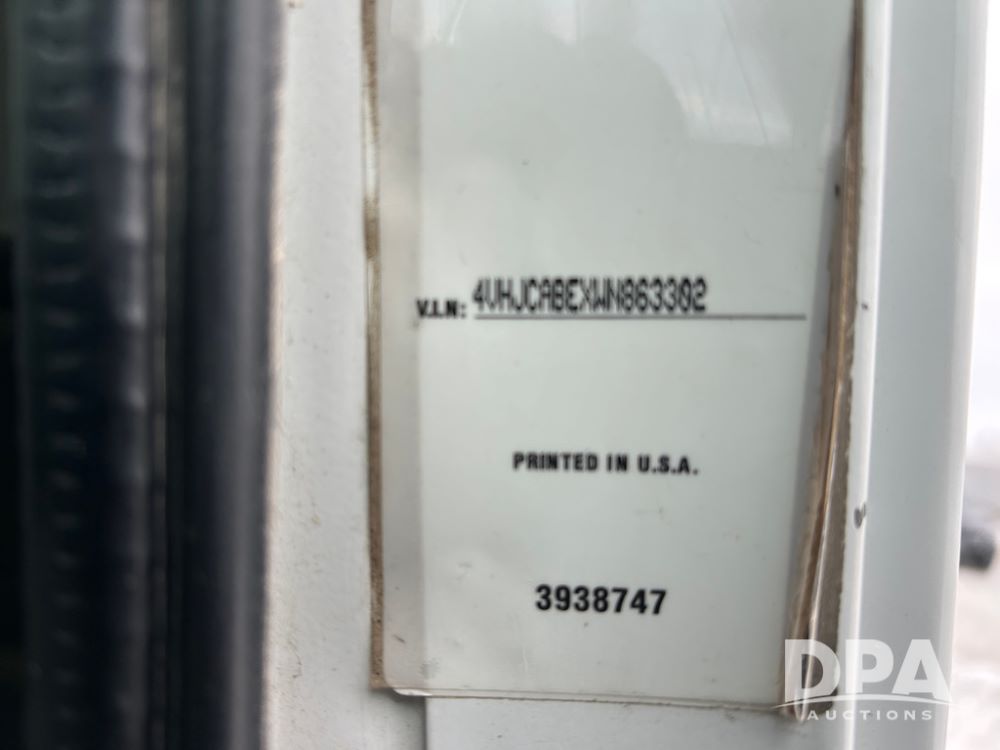 V.I.N: 4VHJCABEXWN863302
PRINTED IN U.S.A.
3938747
DPA
AUCTIONS